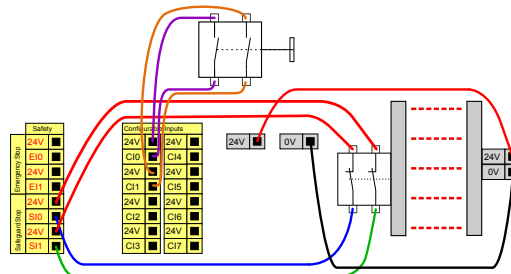 Safety
Emergency Stop
24V
EI0
24V
EI1
Safeguard Stop
24V
SI0
24V
SI1
Configurable Inputs
24V 24V
CI0 CI4
24V 24V
CI1 CI5
24V 24V
CI2 CI6
24V 24V
CI3 CI7
24V
0V
24V
0V